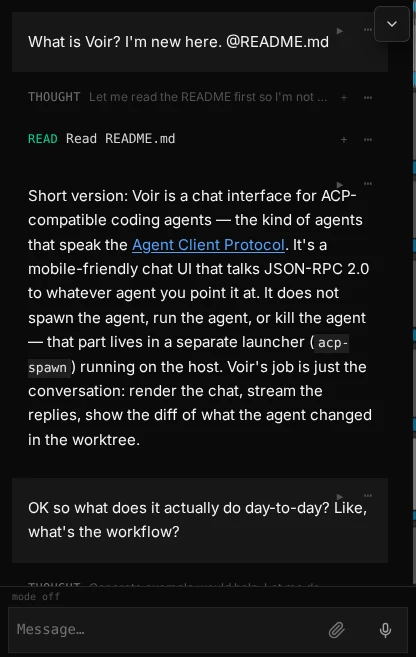 What is Voir? I'm new here. @README.md
THOUGHT Let me read the README first so I'm not ...
READ Read README.md
Short version: Voir is a chat interface for ACP-
compatible coding agents — the kind of agents
that speak the Agent Client Protocol. It's a
mobile-friendly chat UI that talks JSON-RPC 2.0
to whatever agent you point it at. It does not
spawn the agent, run the agent, or kill the agent
— that part lives in a separate launcher (acp-
spawn) running on the host. Voir's job is just the
conversation: render the chat, stream the
replies, show the diff of what the agent changed
in the worktree.
OK so what does it actually do day-to-day? Like,
what's the workflow?
THOUGHT
mode off
Message…